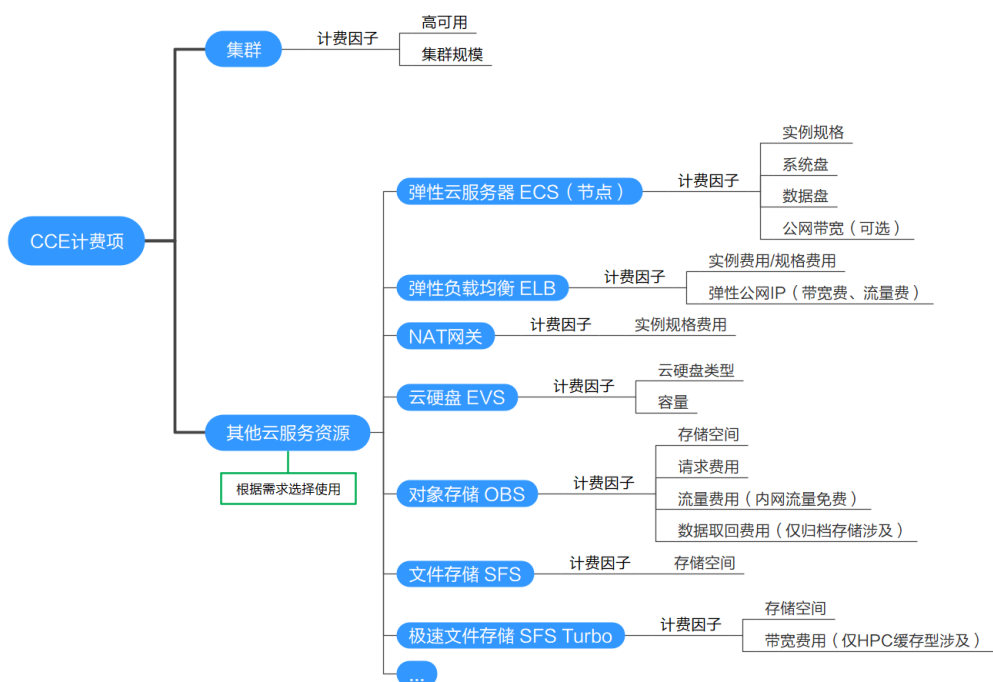 CCE计费项
集群
计费因子
高可用
集群规模
其他云服务资源
根据需求选择使用
弹性云服务器 ECS（节点）
计费因子
实例规格
系统盘
数据盘
公网带宽（可选）
弹性负载均衡 ELB
计费因子
实例费用/规格费用
弹性公网IP（带宽费、流量费）
NAT网关
计费因子
实例规格费用
云硬盘 EVS
计费因子
云硬盘类型
容量
对象存储 OBS
计费因子
存储空间
请求费用
流量费用（内网流量免费）
数据取回费用（仅归档存储涉及）
文件存储 SFS
计费因子
存储空间
极速文件存储 SFS Turbo
计费因子
存储空间
带宽费用（仅HPC缓存型涉及）
...